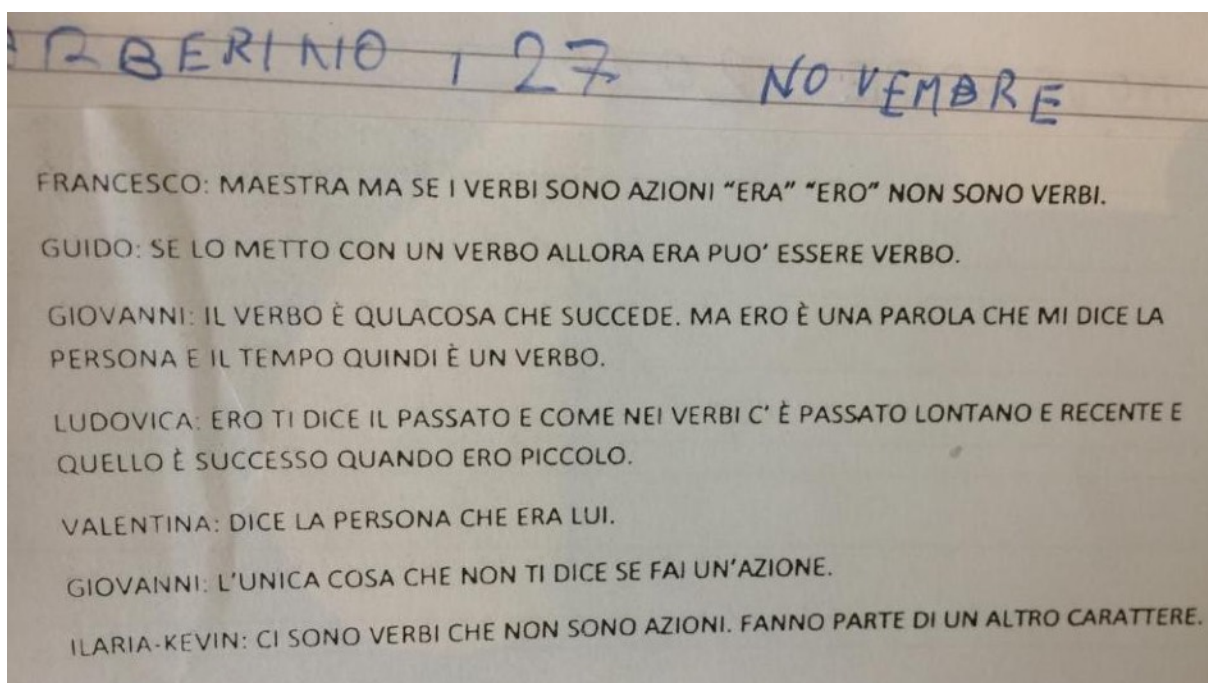 ARBERINO, 27 NOVEMBRE
FRANCESCO: MAESTRA MA SE I VERBI SONO AZIONI “ERA” “ERO” NON SONO VERBI.
GUIDO: SE LO METTO CON UN VERBO ALLORA ERA PUO’ ESSERE VERBO.
GIOVANNI: IL VERBO È QULACOSA CHE SUCCEDE. MA ERO È UNA PAROLA CHE MI DICE LA
PERSONA E IL TEMPO QUINDI È UN VERBO.
LUDOVICA: ERO TI DICE IL PASSATO E COME NEI VERBI C’ È PASSATO LONTANO E RECENTE E
QUELLO È SUCCESSO QUANDO ERO PICCOLO.
VALENTINA: DICE LA PERSONA CHE ERA LUI.
GIOVANNI: L’UNICA COSA CHE NON TI DICE SE FAI UN’AZIONE.
ILARIA-KEVIN: CI SONO VERBI CHE NON SONO AZIONI. FANNO PARTE DI UN ALTRO CARATTERE.